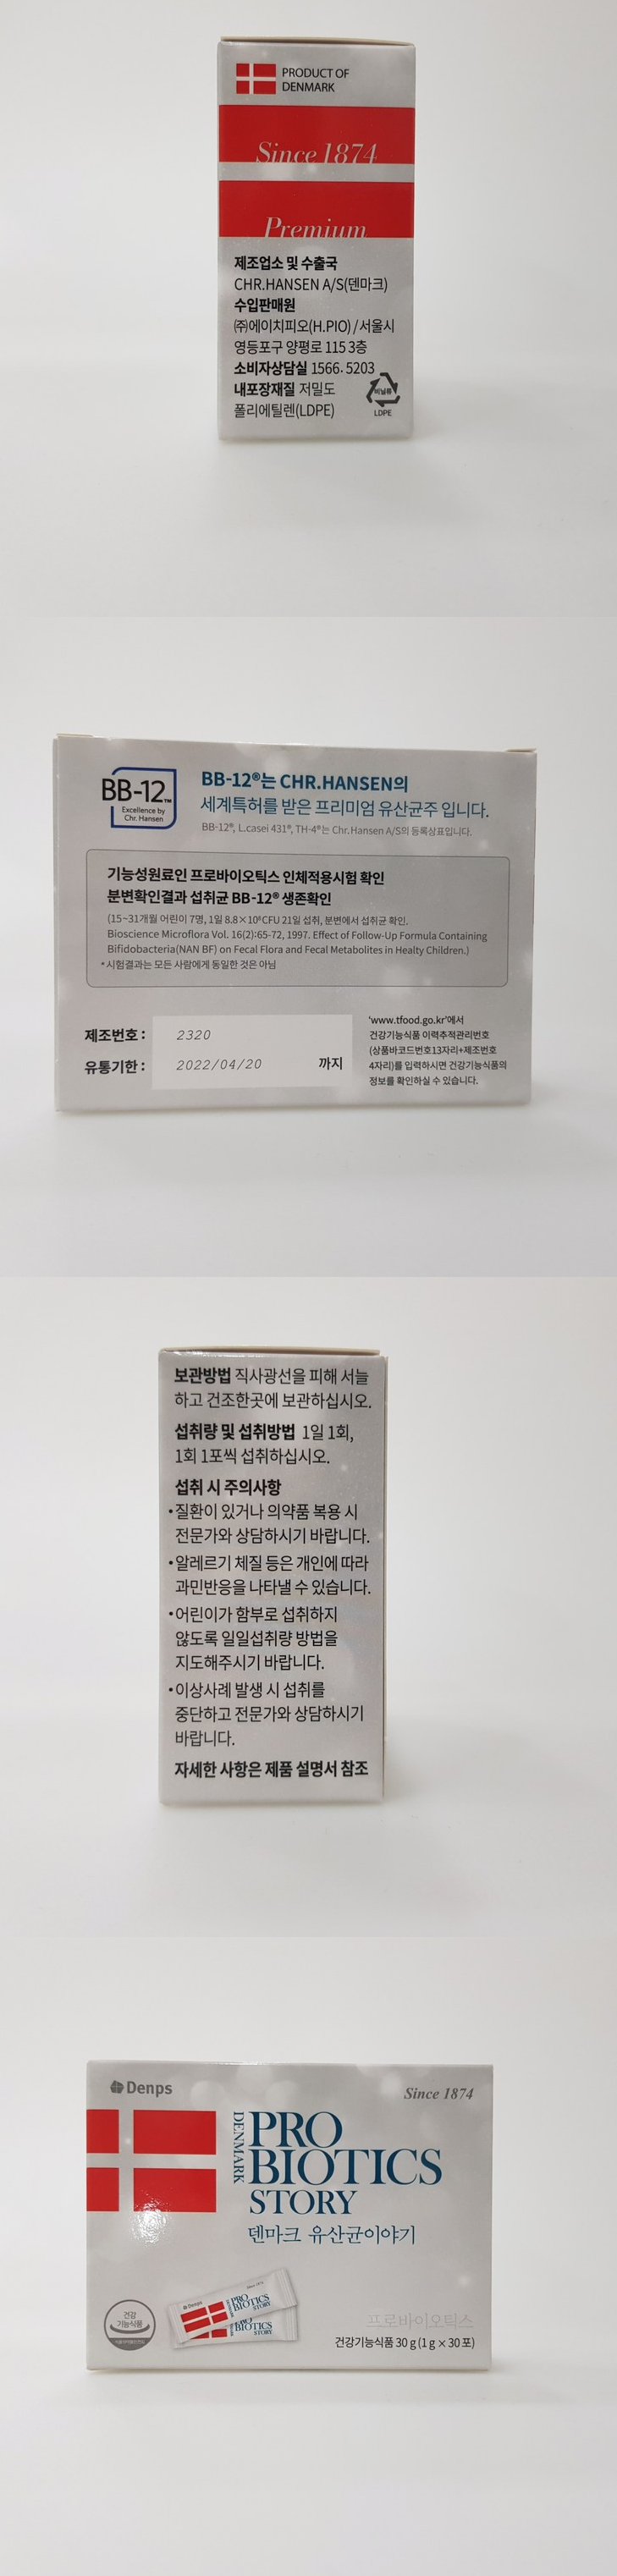 PRODUCT OF
DENMARK
Since 1874
Premium
제조업소 및 수출국
CHR.HANSEN A/S(덴마크)
수입판매원
㈜에이치피오(H.PIO)/서울시
영등포구 양평로 115 3층
소비자상담실 1566. 5203
내포장재질 저밀도
폴리에틸렌(LDPE)
비닐류
LDPE
BB-12™
Excellence by
Chr. Hansen
BB-12®는 CHR.HANSEN의
세계특허를 받은 프리미엄 유산균주 입니다.
BB-12®, L.casei 431®, TH-4®는 Chr. Hansen A/S의 등록상표입니다.
기능성원료인 프로바이오틱스 인체적용시험 확인
분변확인결과 섭취균 BB-12® 생존확인
(15~31개월 어린이 7명, 1일 8.8×10⁸CFU 21일 섭취, 분변에서 섭취균 확인.
Bioscience Microflora Vol. 16(2):65-72, 1997. Effect of Follow-Up Formula Containing
Bifidobacteria(NAN BF) on Fecal Flora and Fecal Metabolites in Healty Children.)
*시험결과는 모든 사람에게 동일한 것은 아님
제조번호 : 2320
유통기한 : 2022/04/20 까지
'www.tfood.go.kr'에서
건강기능식품 이력추적관리번호
(상품바코드번호13자리+제조번호
4자리)를 입력하시면 건강기능식품의
정보를 확인하실 수 있습니다.
보관방법 직사광선을 피해 서늘
하고 건조한곳에 보관하십시오.
섭취량 및 섭취방법 1일 1회,
1회 1포씩 섭취하십시오.
섭취 시 주의사항
•질환이 있거나 의약품 복용 시
전문가와 상담하시기 바랍니다.
•알레르기 체질 등은 개인에 따라
과민반응을 나타낼 수 있습니다.
•어린이가 함부로 섭취하지
않도록 일일섭취량 방법을
지도해주시기 바랍니다.
•이상사례 발생 시 섭취를
중단하고 전문가와 상담하시기
바랍니다.
자세한 사항은 제품 설명서 참조
Denps
Since 1874
DENMARK
PRO
BIOTICS
STORY
덴마크 유산균이야기
건강
기능식품
Denps
Since 1874
PRO
BIOTICS
STORY
PRO
BIOTICS
STORY
프로바이오틱스
건강기능식품 30 g (1 g × 30 포)